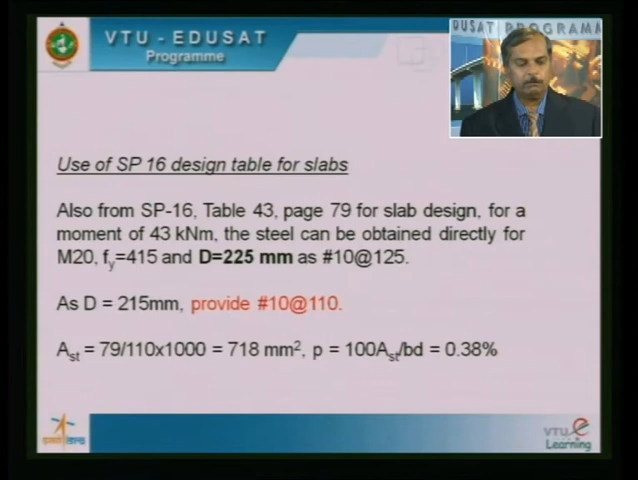 VTU - EDUSAT
Programme
DUSAT PROGRAMM
Use of SP 16 design table for slabs
Also from SP-16, Table 43, page 79 for slab design, for a
moment of 43 kNm, the steel can be obtained directly for
M20, fy=415 and D=225 mm as #10@125.
As D = 215mm, provide #10@110.
Ast = 79/110x1000 = 718 mm², p = 100Ast/bd = 0.38%
VTU e
Learning